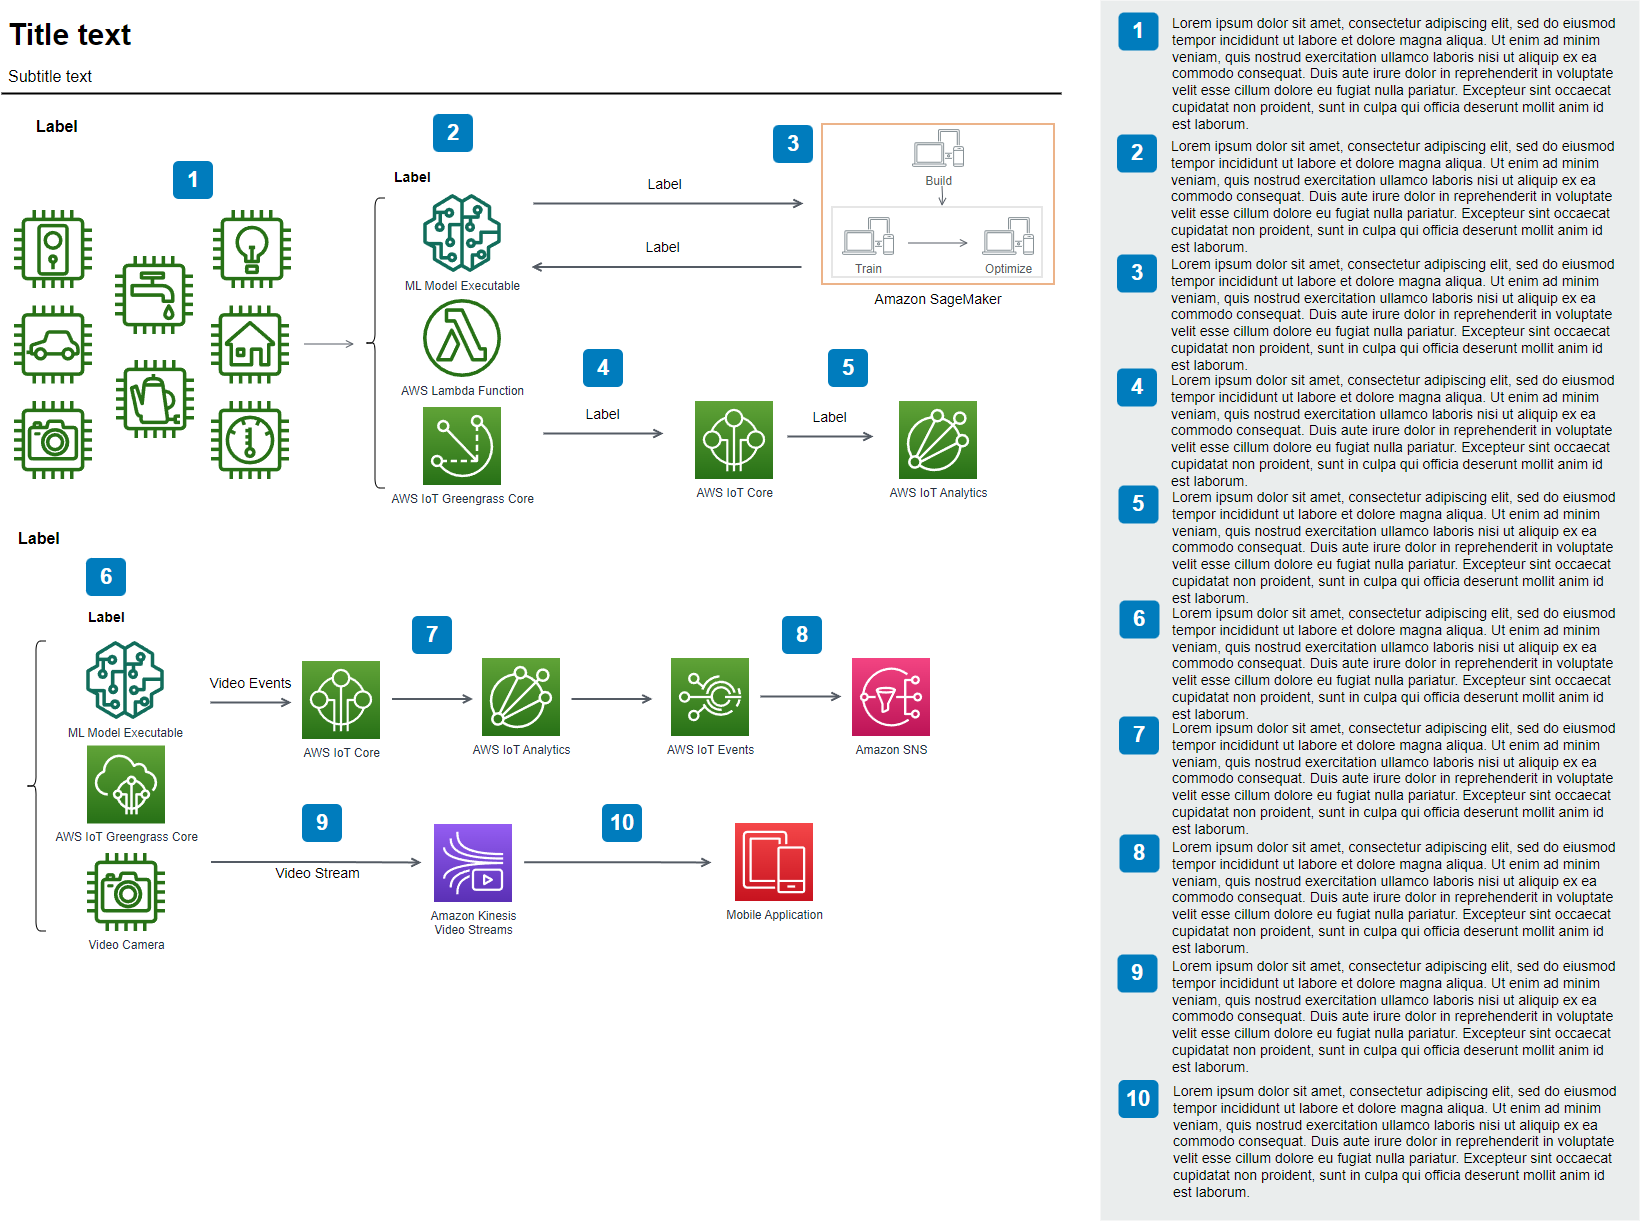 Title text
Subtitle text
Label
1
2
Label
ML Model Executable
AWS Lambda Function
AWS IoT Greengrass Core
Label
Label
3
Build
Train
Optimize
Amazon SageMaker
4
Label
AWS IoT Core
5
Label
AWS IoT Analytics
Label
6
Label
ML Model Executable
AWS IoT Greengrass Core
Video Camera
Video Events
AWS IoT Core
7
AWS IoT Analytics
AWS IoT Events
8
Amazon SNS
9
Video Stream
Amazon Kinesis
Video Streams
10
Mobile Application
1
Lorem ipsum dolor sit amet, consectetur adipiscing elit, sed do eiusmod
tempor incididunt ut labore et dolore magna aliqua. Ut enim ad minim
veniam, quis nostrud exercitation ullamco laboris nisi ut aliquip ex ea
commodo consequat. Duis aute irure dolor in reprehenderit in voluptate
velit esse cillum dolore eu fugiat nulla pariatur. Excepteur sint occaecat
cupidatat non proident, sunt in culpa qui officia deserunt mollit anim id
est laborum.
2
Lorem ipsum dolor sit amet, consectetur adipiscing elit, sed do eiusmod
tempor incididunt ut labore et dolore magna aliqua. Ut enim ad minim
veniam, quis nostrud exercitation ullamco laboris nisi ut aliquip ex ea
commodo consequat. Duis aute irure dolor in reprehenderit in voluptate
velit esse cillum dolore eu fugiat nulla pariatur. Excepteur sint occaecat
cupidatat non proident, sunt in culpa qui officia deserunt mollit anim id
est laborum.
3
Lorem ipsum dolor sit amet, consectetur adipiscing elit, sed do eiusmod
tempor incididunt ut labore et dolore magna aliqua. Ut enim ad minim
veniam, quis nostrud exercitation ullamco laboris nisi ut aliquip ex ea
commodo consequat. Duis aute irure dolor in reprehenderit in voluptate
velit esse cillum dolore eu fugiat nulla pariatur. Excepteur sint occaecat
cupidatat non proident, sunt in culpa qui officia deserunt mollit anim id
est laborum.
4
Lorem ipsum dolor sit amet, consectetur adipiscing elit, sed do eiusmod
tempor incididunt ut labore et dolore magna aliqua. Ut enim ad minim
veniam, quis nostrud exercitation ullamco laboris nisi ut aliquip ex ea
commodo consequat. Duis aute irure dolor in reprehenderit in voluptate
velit esse cillum dolore eu fugiat nulla pariatur. Excepteur sint occaecat
cupidatat non proident, sunt in culpa qui officia deserunt mollit anim id
est laborum.
5
Lorem ipsum dolor sit amet, consectetur adipiscing elit, sed do eiusmod
tempor incididunt ut labore et dolore magna aliqua. Ut enim ad minim
veniam, quis nostrud exercitation ullamco laboris nisi ut aliquip ex ea
commodo consequat. Duis aute irure dolor in reprehenderit in voluptate
velit esse cillum dolore eu fugiat nulla pariatur. Excepteur sint occaecat
cupidatat non proident, sunt in culpa qui officia deserunt mollit anim id
est laborum.
6
Lorem ipsum dolor sit amet, consectetur adipiscing elit, sed do eiusmod
tempor incididunt ut labore et dolore magna aliqua. Ut enim ad minim
veniam, quis nostrud exercitation ullamco laboris nisi ut aliquip ex ea
commodo consequat. Duis aute irure dolor in reprehenderit in voluptate
velit esse cillum dolore eu fugiat nulla pariatur. Excepteur sint occaecat
cupidatat non proident, sunt in culpa qui officia deserunt mollit anim id
est laborum.
7
Lorem ipsum dolor sit amet, consectetur adipiscing elit, sed do eiusmod
tempor incididunt ut labore et dolore magna aliqua. Ut enim ad minim
veniam, quis nostrud exercitation ullamco laboris nisi ut aliquip ex ea
commodo consequat. Duis aute irure dolor in reprehenderit in voluptate
velit esse cillum dolore eu fugiat nulla pariatur. Excepteur sint occaecat
cupidatat non proident, sunt in culpa qui officia deserunt mollit anim id
est laborum.
8
Lorem ipsum dolor sit amet, consectetur adipiscing elit, sed do eiusmod
tempor incididunt ut labore et dolore magna aliqua. Ut enim ad minim
veniam, quis nostrud exercitation ullamco laboris nisi ut aliquip ex ea
commodo consequat. Duis aute irure dolor in reprehenderit in voluptate
velit esse cillum dolore eu fugiat nulla pariatur. Excepteur sint occaecat
cupidatat non proident, sunt in culpa qui officia deserunt mollit anim id
est laborum.
9
Lorem ipsum dolor sit amet, consectetur adipiscing elit, sed do eiusmod
tempor incididunt ut labore et dolore magna aliqua. Ut enim ad minim
veniam, quis nostrud exercitation ullamco laboris nisi ut aliquip ex ea
commodo consequat. Duis aute irure dolor in reprehenderit in voluptate
velit esse cillum dolore eu fugiat nulla pariatur. Excepteur sint occaecat
cupidatat non proident, sunt in culpa qui officia deserunt mollit anim id
est laborum.
10
Lorem ipsum dolor sit amet, consectetur adipiscing elit, sed do eiusmod
tempor incididunt ut labore et dolore magna aliqua. Ut enim ad minim
veniam, quis nostrud exercitation ullamco laboris nisi ut aliquip ex ea
commodo consequat. Duis aute irure dolor in reprehenderit in voluptate
velit esse cillum dolore eu fugiat nulla pariatur. Excepteur sint occaecat
cupidatat non proident, sunt in culpa qui officia deserunt mollit anim id
est laborum.